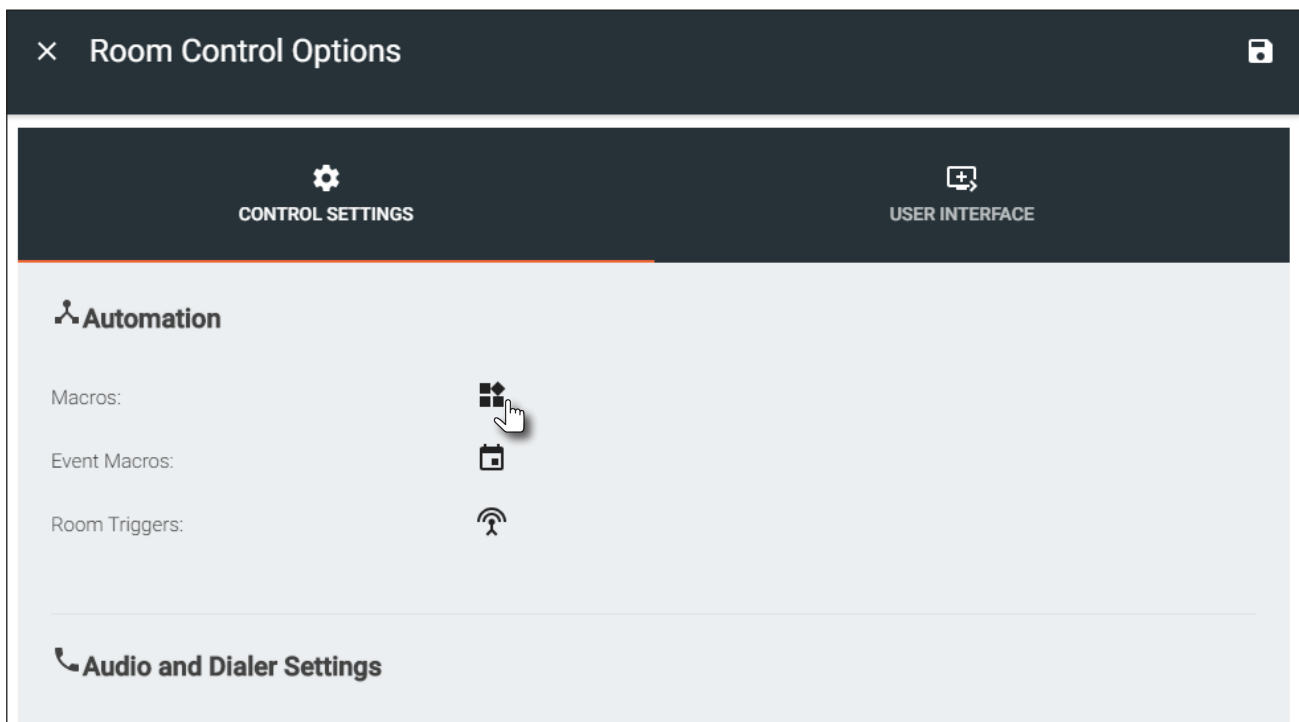 Room Control Options
CONTROL SETTINGS
USER INTERFACE
Automation
Macros:
Event Macros:
Room Triggers:
Audio and Dialer Settings